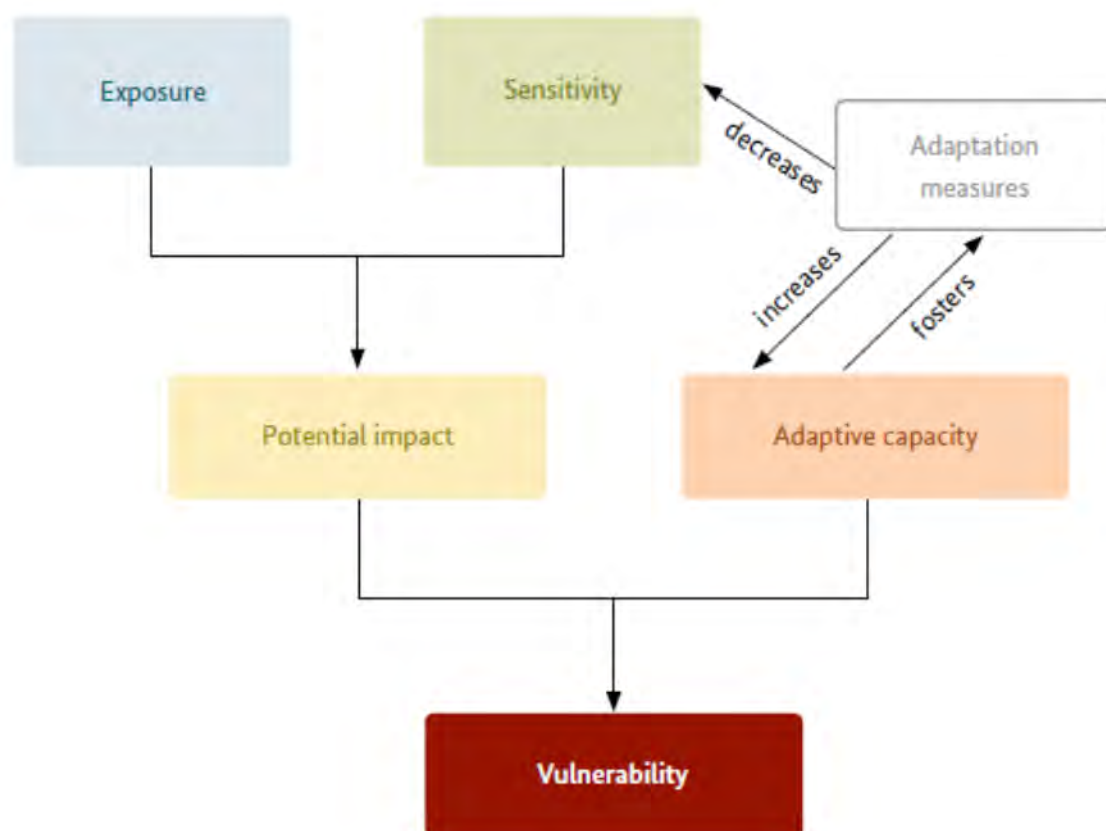 Exposure
Sensitivity
decreases
Adaptation
measures
increases
fosters
Potential impact
Adaptive capacity
Vulnerability